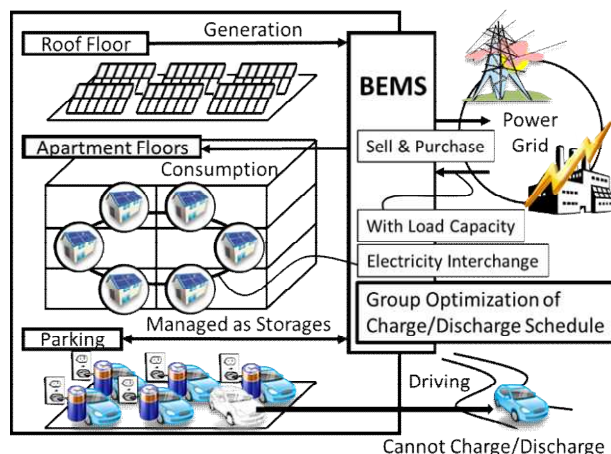 Roof Floor
Generation
BEMS
Power
Grid
Sell & Purchase
Apartment Floors
Consumption
With Load Capacity
Electricity Interchange
Group Optimization of
Charge/Discharge Schedule
Parking
Managed as Storages
Driving
Cannot Charge/Discharge